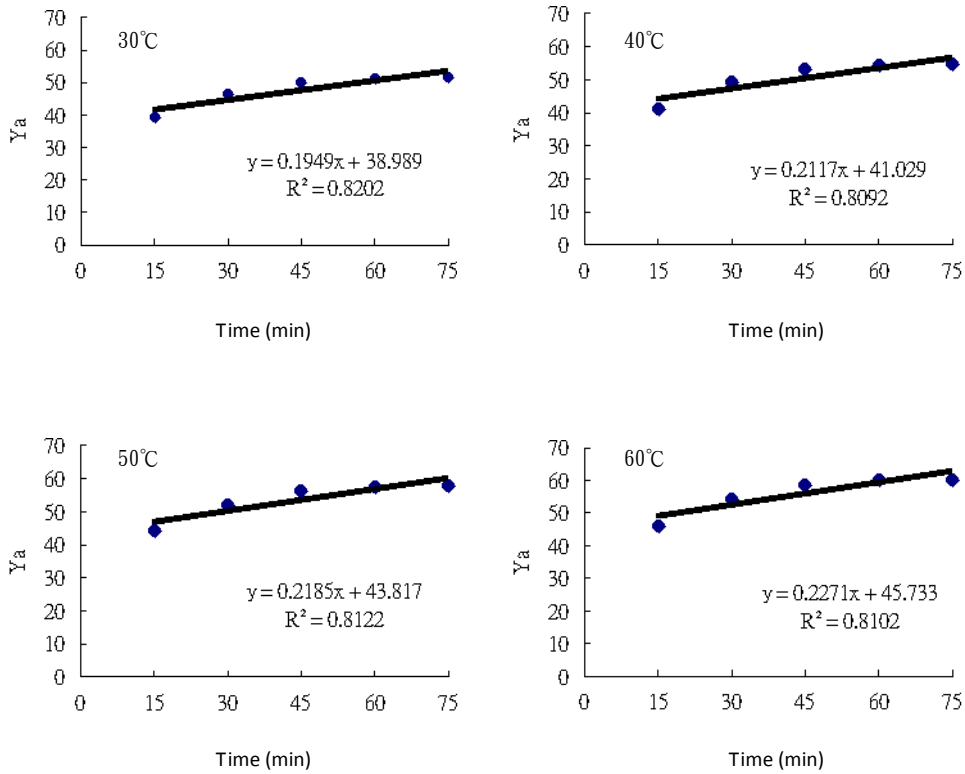 70
60
50
40
30
20
10
0
Ya
30℃
y = 0.1949x + 38.989
R² = 0.8202
0 15 30 45 60 75
Time (min)
70
60
50
40
30
20
10
0
Ya
40℃
y = 0.2117x + 41.029
R² = 0.8092
0 15 30 45 60 75
Time (min)
70
60
50
40
30
20
10
0
Ya
50℃
y = 0.2185x + 43.817
R² = 0.8122
0 15 30 45 60 75
Time (min)
70
60
50
40
30
20
10
0
Ya
60℃
y = 0.2271x + 45.733
R² = 0.8102
0 15 30 45 60 75
Time (min)